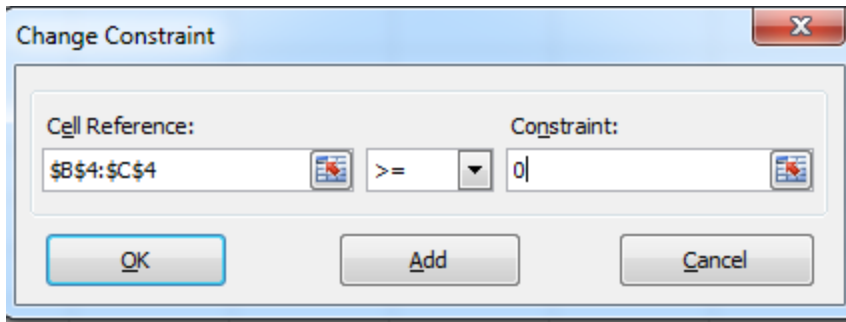 Change Constraint
X
Cell Reference: Constraint:
$B$4:$C$4 >= 0
OK Add Cancel